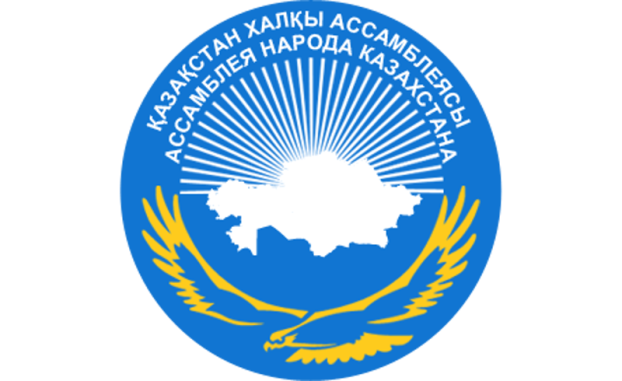 ҚАЗАҚСТАН ХАЛҚЫ АССАМБЛЕЯСЫ
АССАМБЛЕЯ НАРОДА КАЗАХСТАНА